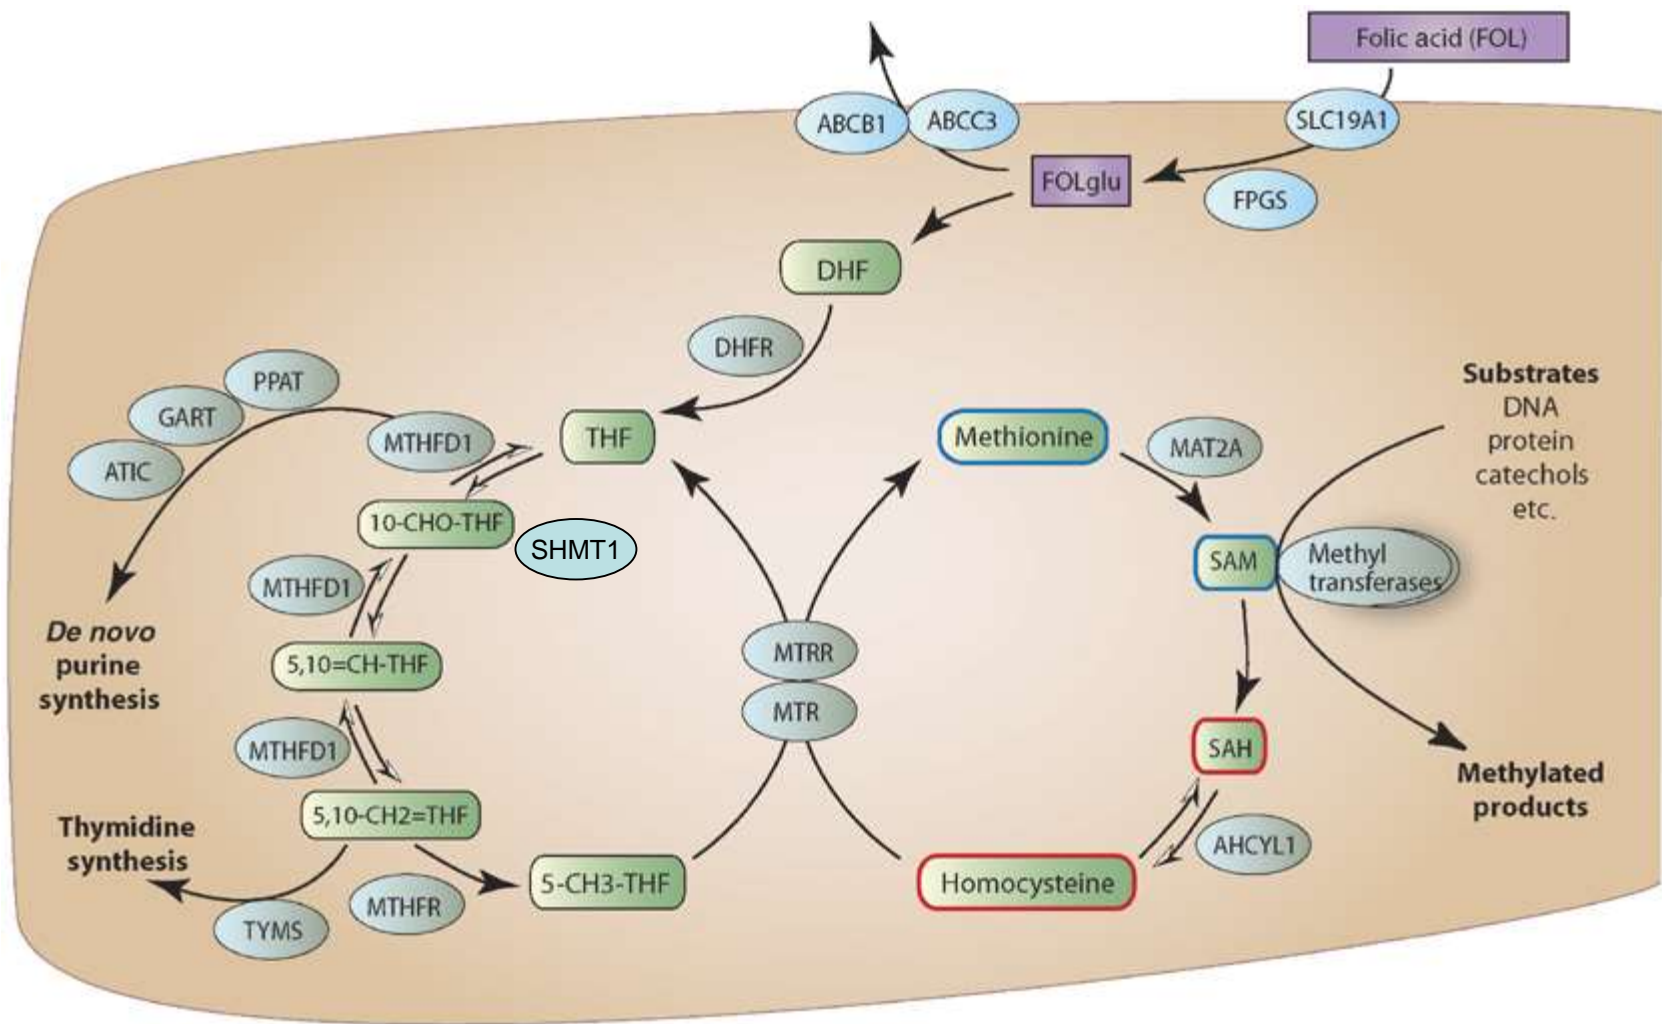 Folic acid (FOL)
ABCB1
ABCC3
SLC19A1
FOLglu
FPGS
DHF
DHFR
PPAT
GART
ATIC
MTHFD1
THF
Methionine
MAT2A
Substrates
DNA
protein
catechols
etc.
10-CHO-THF
SHMT1
SAM
Methyl
transferases
MTHFD1
De novo
purine
synthesis
5,10=CH-THF
MTRR
MTR
MTHFD1
SAH
Methylated
products
5,10-CH2=THF
Thymidine
synthesis
AHCYL1
5-CH3-THF
Homocysteine
MTHFR
TYMS